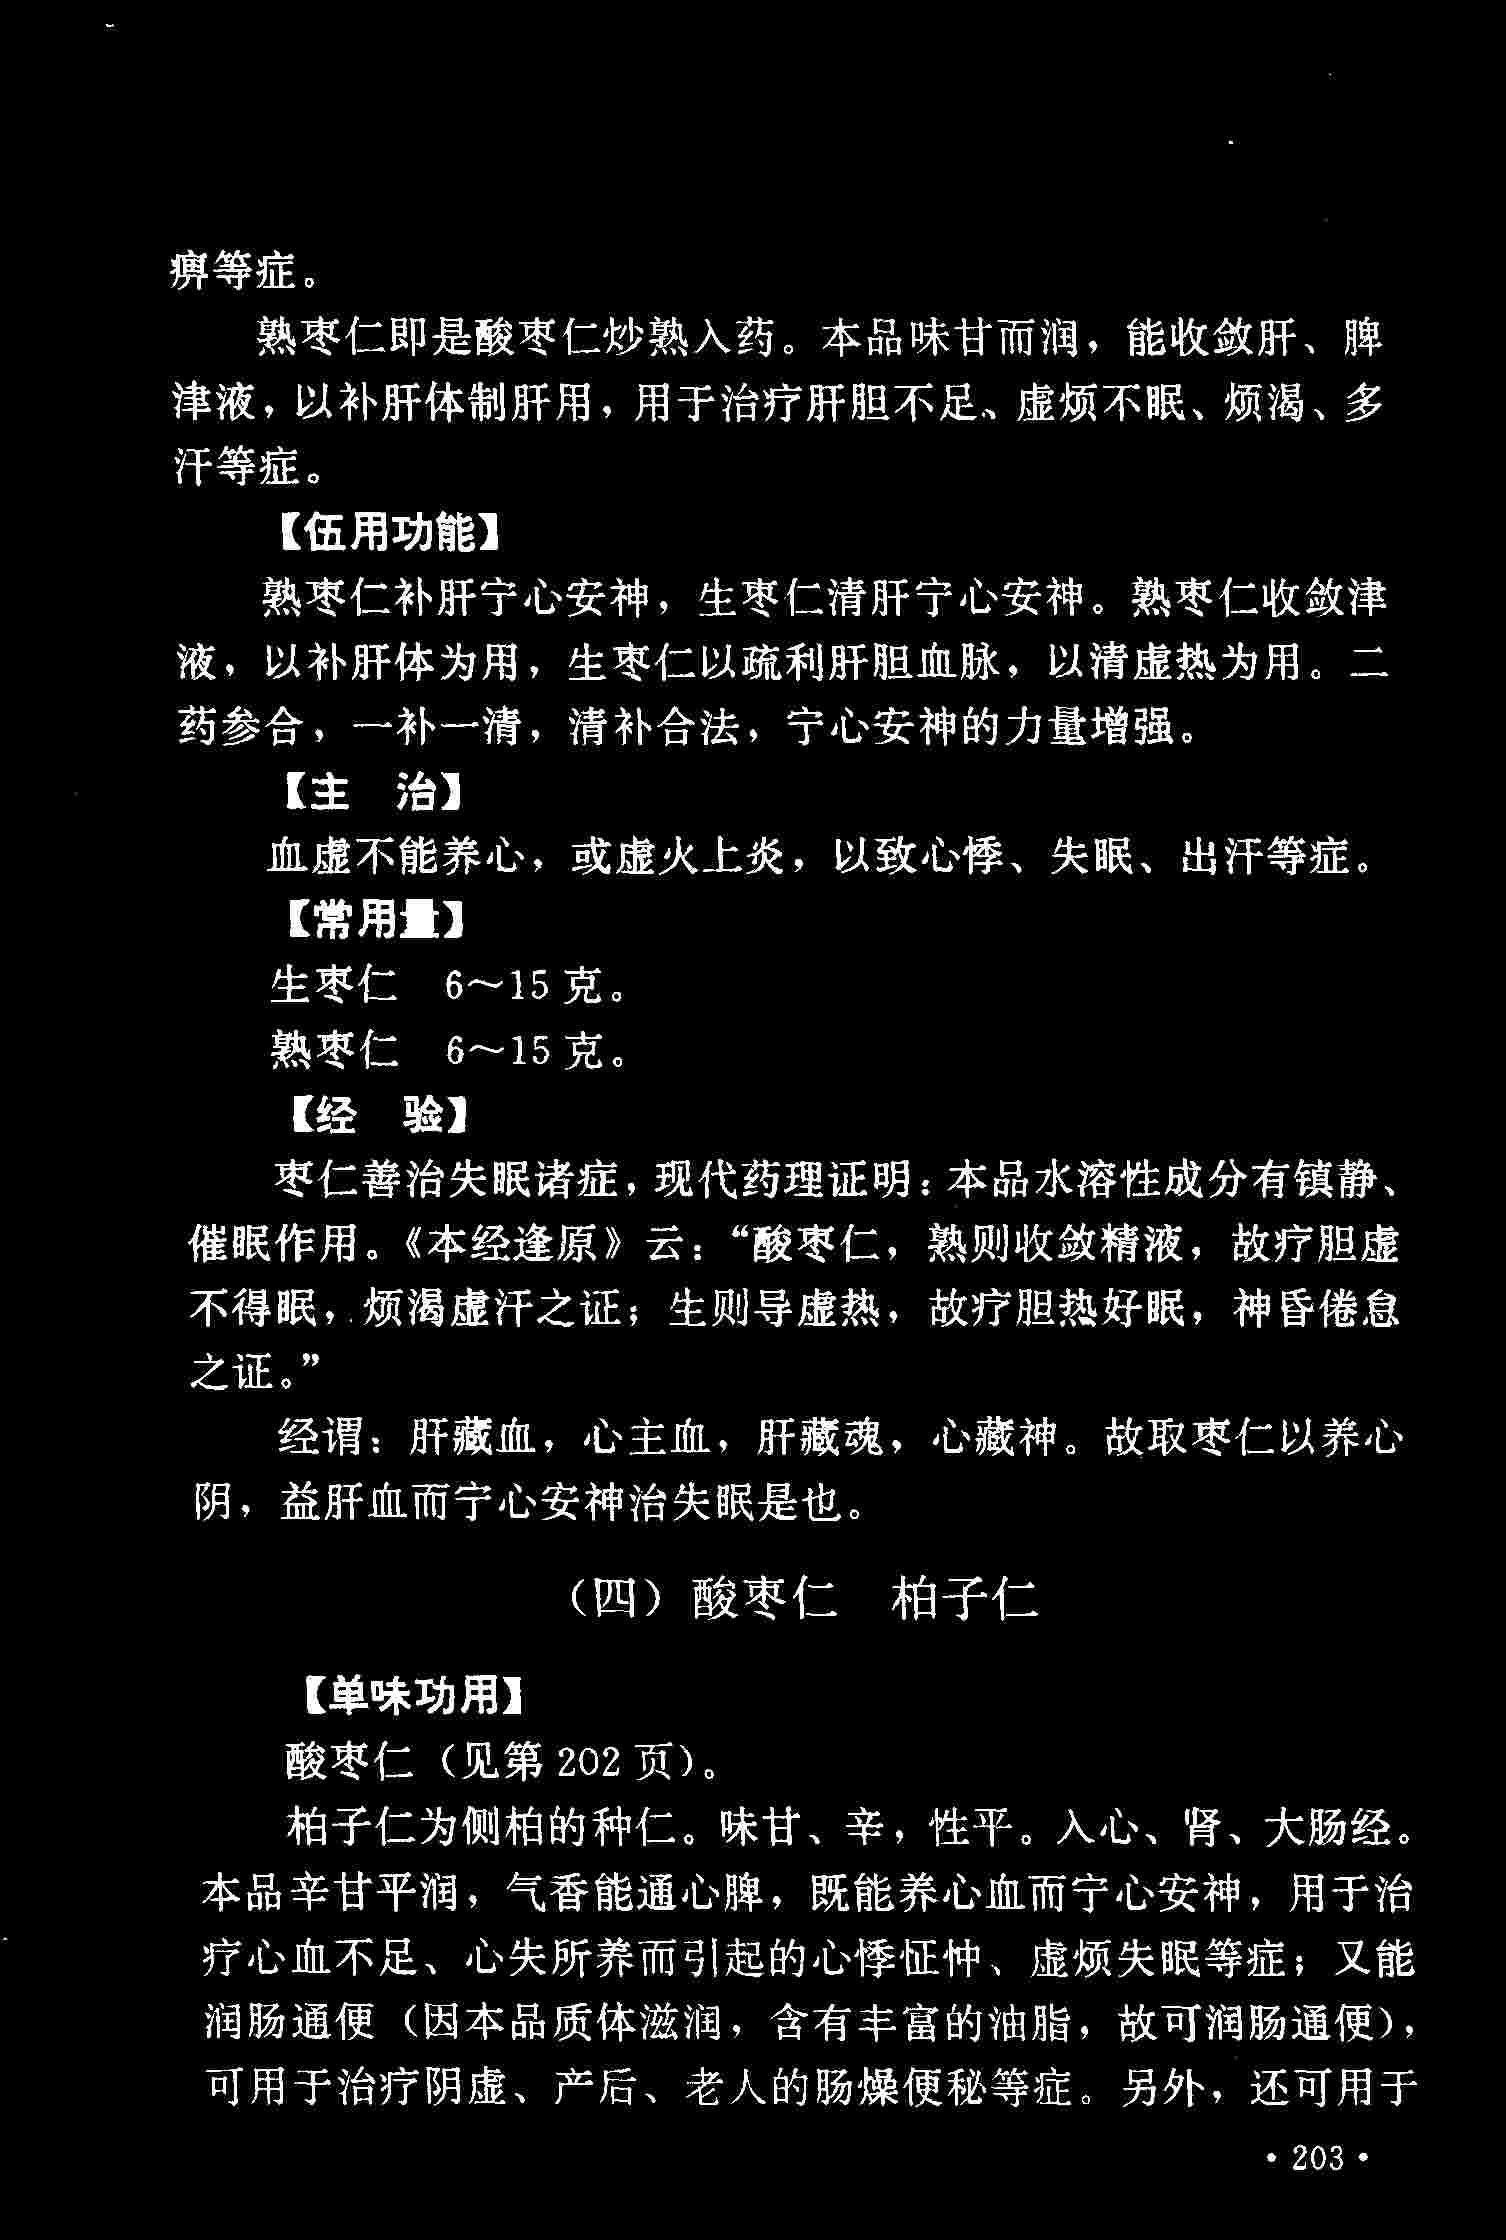 痹等症。
熟枣仁即是酸枣仁炒熟入药。本品味甘而润，能收敛肝、脾
津液，以补肝体制肝用，用于治疗肝胆不足、虚烦不眠、烦渴、多
汗等症。
【伍用功能】
熟枣仁补肝宁心安神，生枣仁清肝宁心安神。熟枣仁收敛津
液，以补肝体为用，生枣仁以疏利肝胆血脉，以清虚热为用。二
药参合，一补一清，清补合法，宁心安神的力量增强。
【主　治】
血虚不能养心，或虚火上炎，以致心悸、失眠、出汗等症。
【常用量】
生枣仁　6～15克。
熟枣仁　6～15克。
【经　验】
枣仁善治失眠诸症，现代药理证明：本品水溶性成分有镇静、
催眠作用。《本经逢原》云：“酸枣仁，熟则收敛精液，故疗胆虚
不得眠，烦渴虚汗之证；生则导虚热，故疗胆热好眠，神昏倦怠
之证。”
经谓：肝藏血，心主血，肝藏魂，心藏神。故取枣仁以养心
阴，益肝血而宁心安神治失眠是也。
（四）酸枣仁　柏子仁
【单味功用】
酸枣仁（见第202页）。
柏子仁为侧柏的种仁。味甘、辛，性平。入心、肾、大肠经。
本品辛甘平润，气香能通心脾，既能养心血而宁心安神，用于治
疗心血不足、心失所养而引起的心悸怔忡、虚烦失眠等症；又能
润肠通便（因本品质体滋润，含有丰富的油脂，故可润肠通便），
可用于治疗阴虚、产后、老人的肠燥便秘等症。另外，还可用于
·203·